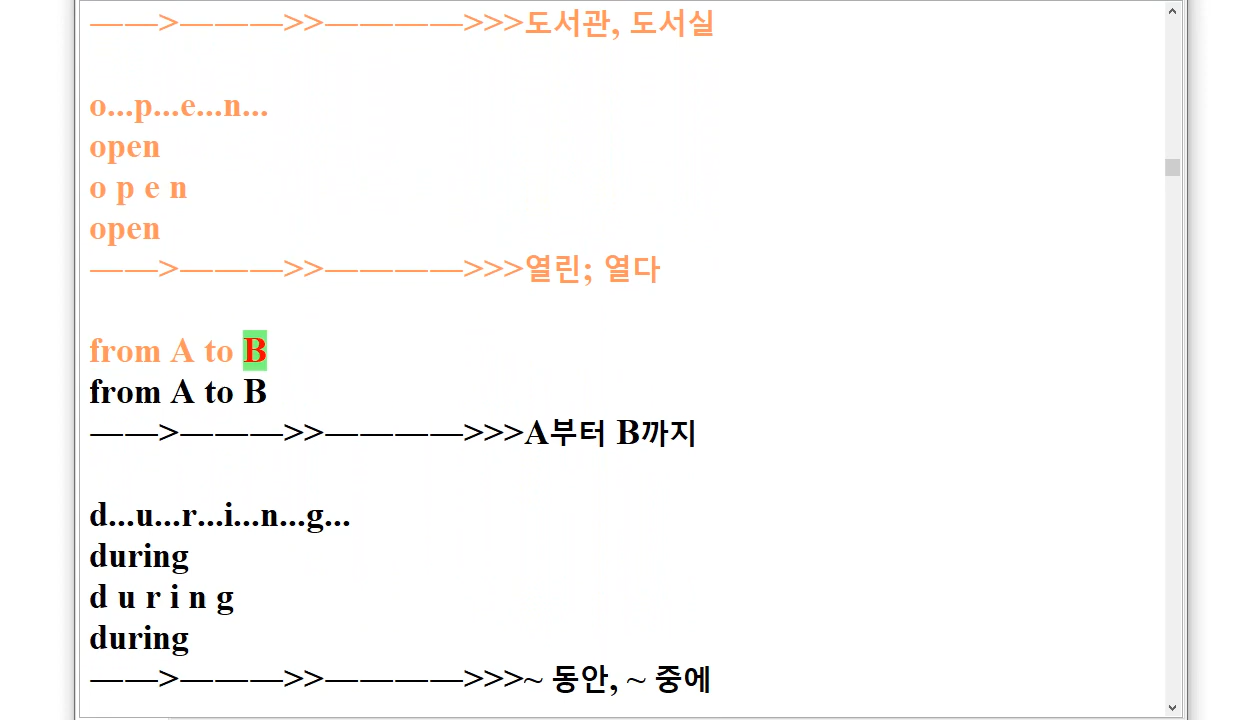 ——>———>>————>>>도서관, 도서실
o...p...e...n...
open
o p e n
open
——>———>>————>>>열린; 열다
from A to B
from A to B
——>———>>————>>>A부터 B까지
d...u...r...i...n...g...
during
d u r i n g
during
——>———>>————>>>~ 동안, ~ 중에